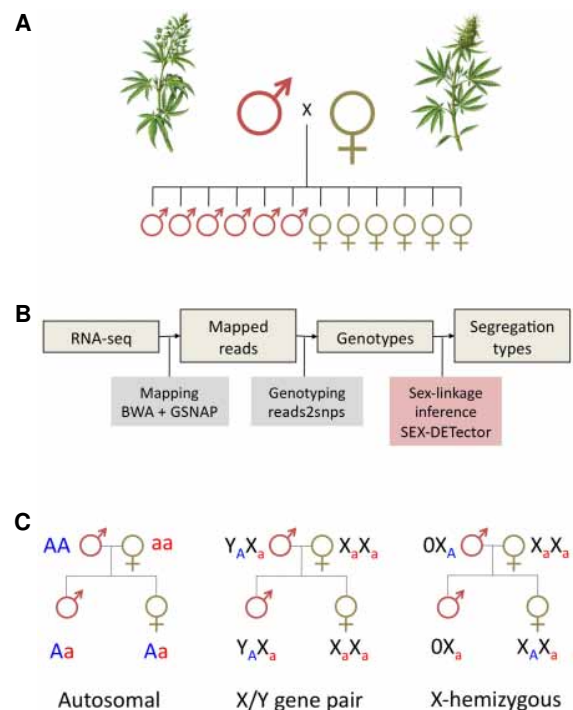 A
X
B
RNA-seq
Mapped
reads
Genotypes
Segregation
types
Mapping
BWA + GSNAP
Genotyping
reads2snps
Sex-linkage
inference
SEX-DETector
C
AA aa YAXa XaXa 0XA XaXa
Aa Aa YAXa XaXa 0Xa XAXa
Autosomal X/Y gene pair X-hemizygous